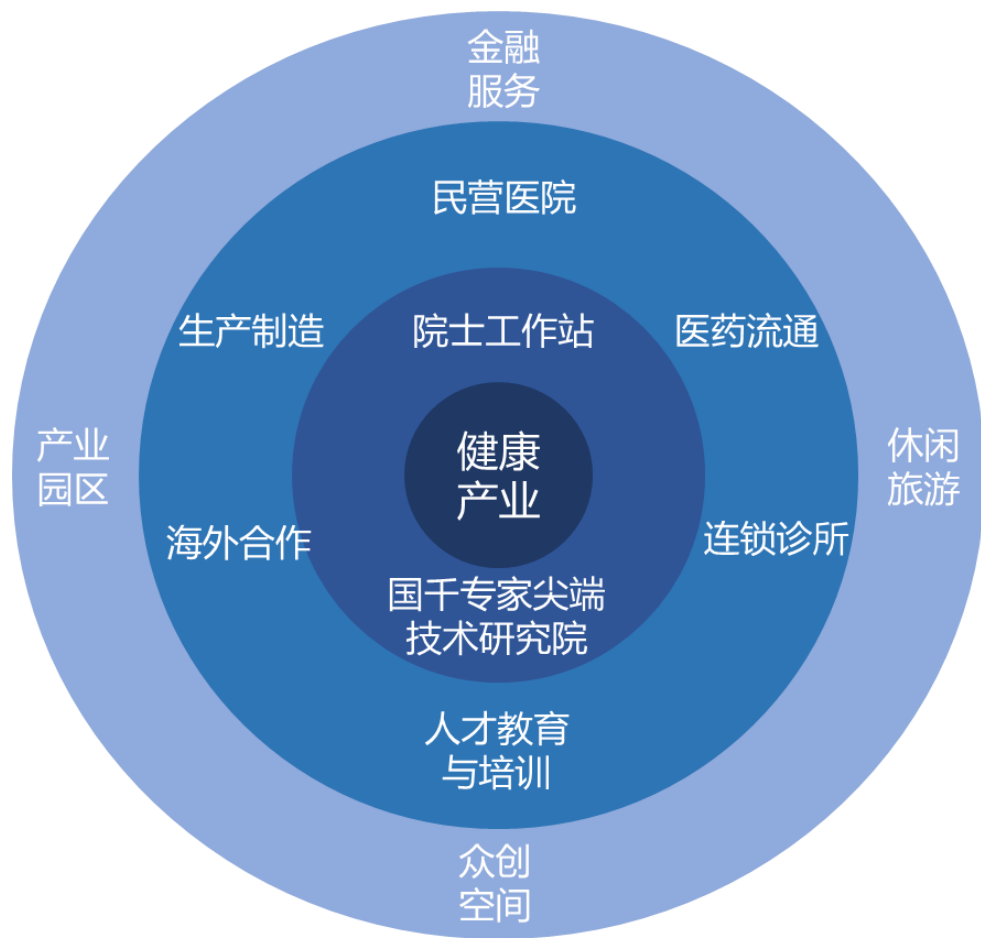 金融
服务
民营医院
生产制造
院士工作站
医药流通
产业
园区
健康
产业
休闲
旅游
海外合作
连锁诊所
国千专家尖端
技术研究院
人才教育
与培训
众创
空间